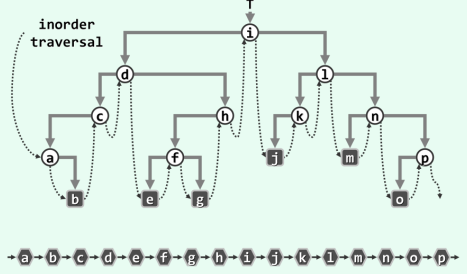 T
inorder
traversal
i
d l
c h k n
a f j m p
b e g o
a b c d e f g h i j k l m n o p